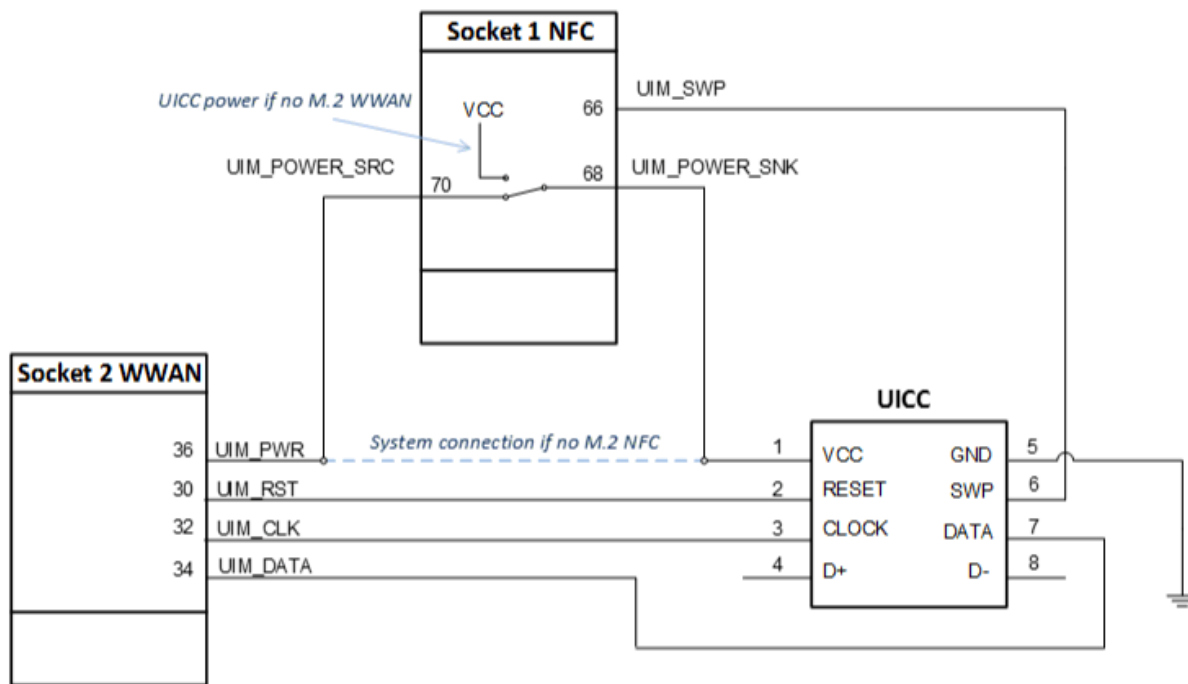 Socket 1 NFC
UICC power if no M.2 WWAN
VCC
66
UIM_SWP
UIM_POWER_SRC
70
68
UIM_POWER_SNK
Socket 2 WWAN
UICC
36
UIM_PWR
System connection if no M.2 NFC
1
VCC
GND
5
30
UIM_RST
2
RESET
SWP
6
32
UIM_CLK
3
CLOCK
DATA
7
34
UIM_DATA
4
D+
D-
8